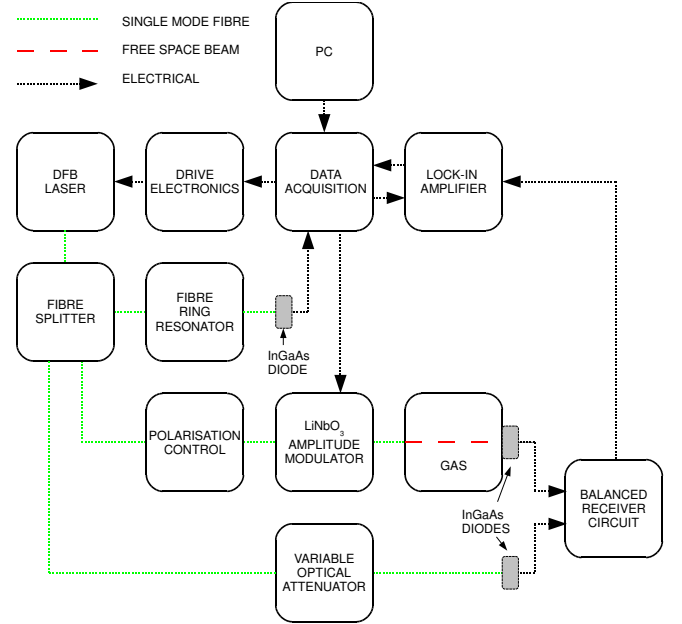 SINGLE MODE FIBRE
FREE SPACE BEAM
ELECTRICAL
PC
DFB
LASER
DRIVE
ELECTRONICS
DATA
ACQUISITION
LOCK-IN
AMPLIFIER
FIBRE
SPLITTER
FIBRE
RING
RESONATOR
InGaAs
DIODE
POLARISATION
CONTROL
LiNbO3
AMPLITUDE
MODULATOR
GAS
InGaAs
DIODES
BALANCED
RECEIVER
CIRCUIT
VARIABLE
OPTICAL
ATTENUATOR